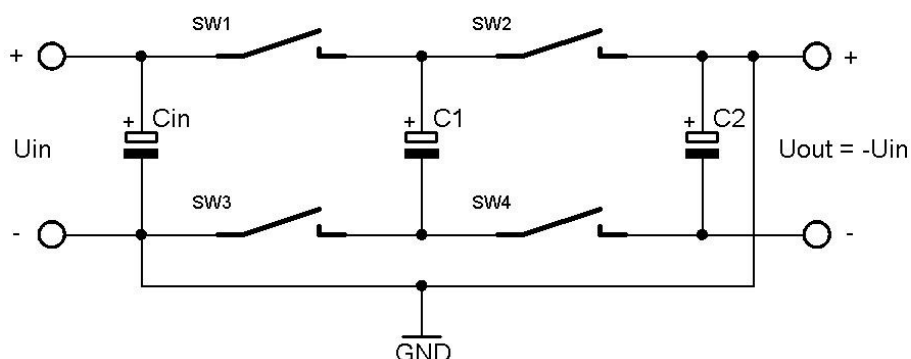 SW1 SW2
+ +
+ Cin + C1 + C2
Uin Uout = -Uin
SW3 SW4
- -
GND